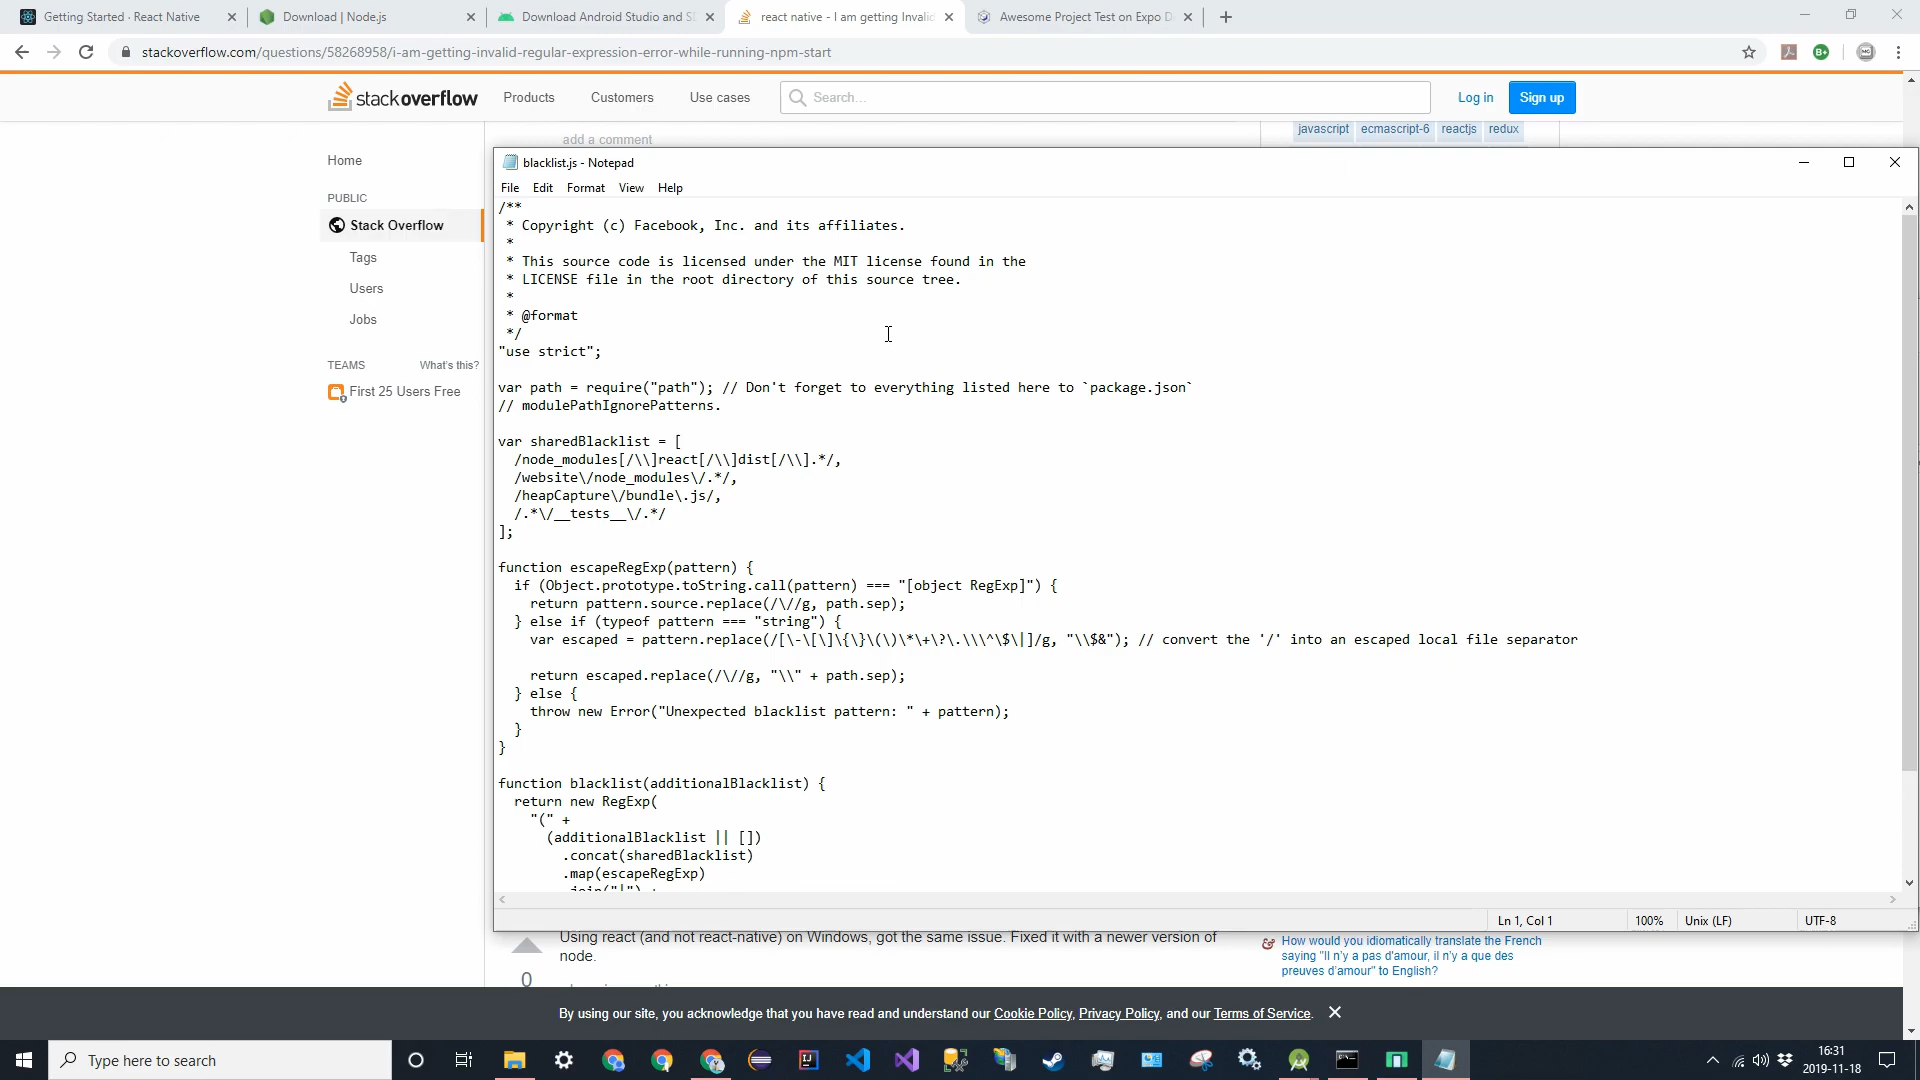 Getting Started · React Native
Download | Node.js
Download Android Studio and S
react native - I am getting Invalid
Awesome Project Test on Expo D
stackoverflow.com/questions/58268958/i-am-getting-invalid-regular-expression-error-while-running-npm-start
stackoverflow
Products
Customers
Use cases
Search...
Log in
Sign up
Home
PUBLIC
Stack Overflow
Tags
Users
Jobs
TEAMS
What's this?
First 25 Users Free
add a comment
javascript ecmascript-6 reactjs redux
blacklist.js - Notepad
File Edit Format View Help
/**
* Copyright (c) Facebook, Inc. and its affiliates.
*
* This source code is licensed under the MIT license found in the
* LICENSE file in the root directory of this source tree.
*
* @format
*/
"use strict";
var path = require("path"); // Don't forget to everything listed here to `package.json`
// modulePathIgnorePatterns.
var sharedBlacklist = [
/node_modules[/\\]react[/\\]dist[/\\].*/,
/website\/node_modules\/.*/,
/heapCapture\/bundle\.js/,
/.*\/__tests__\/.*/
];
function escapeRegExp(pattern) {
if (Object.prototype.toString.call(pattern) === "[object RegExp]") {
return pattern.source.replace(/\//g, path.sep);
} else if (typeof pattern === "string") {
var escaped = pattern.replace(/[\-\[\]\{\}\(\)\*\+\?\.\\\^\$\|]/g, "\\$&"); // convert the '/' into an escaped local file separator
return escaped.replace(/\//g, "\\" + path.sep);
} else {
throw new Error("Unexpected blacklist pattern: " + pattern);
}
}
function blacklist(additionalBlacklist) {
return new RegExp(
"(" +
(additionalBlacklist || [])
.concat(sharedBlacklist)
.map(escapeRegExp)
.join("|") +
Ln 1, Col 1
100%
Unix (LF)
UTF-8
Using react (and not react-native) on Windows, got the same issue. Fixed it with a newer version of
node.
0
How would you idiomatically translate the French
saying "Il n'y a pas d'amour, il n'y a que des
preuves d'amour" to English?
By using our site, you acknowledge that you have read and understand our Cookie Policy, Privacy Policy, and our Terms of Service.
Type here to search
16:31
2019-11-18